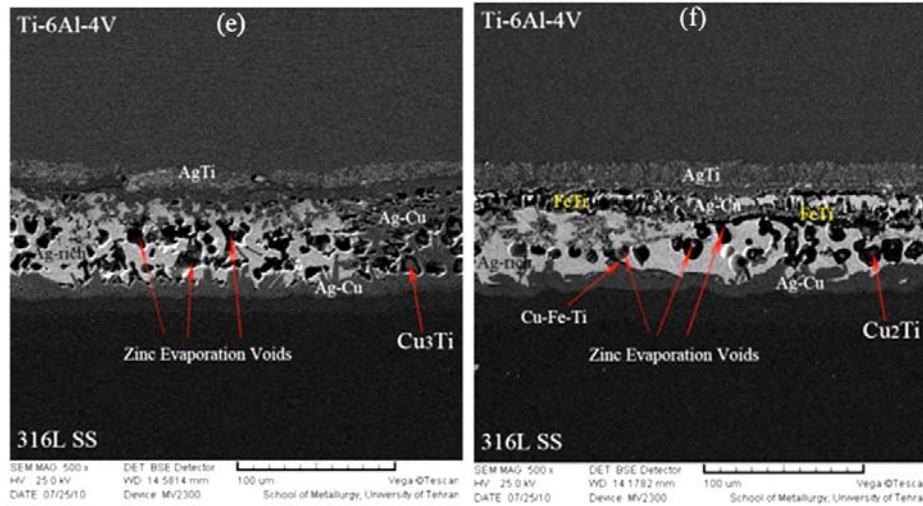 Ti-6Al-4V
(e)
AgTi
Ag-Cu
Ag-rich
Ag-Cu
Cu3Ti
Zinc Evaporation Voids
316L SS
SEM MAG 500 x
DET BSE Detector
HV 25.0 kV
WD 14.5814 mm
100 um
Vega ©Tescan
DATE 07/25/10
Device MV2300
School of Metallurgy, University of Tehran
Ti-6Al-4V
(f)
AgTi
FeTi
Ag-Cu
FeTi
Ag-rich
Ag-Cu
Cu-Fe-Ti
Cu2Ti
Zinc Evaporation Voids
316L SS
SEM MAG 500 x
DET BSE Detector
HV 25.0 kV
WD 14.1782 mm
100 um
Vega ©Tescan
DATE 07/25/10
Device MV2300
School of Metallurgy, University of Tehran